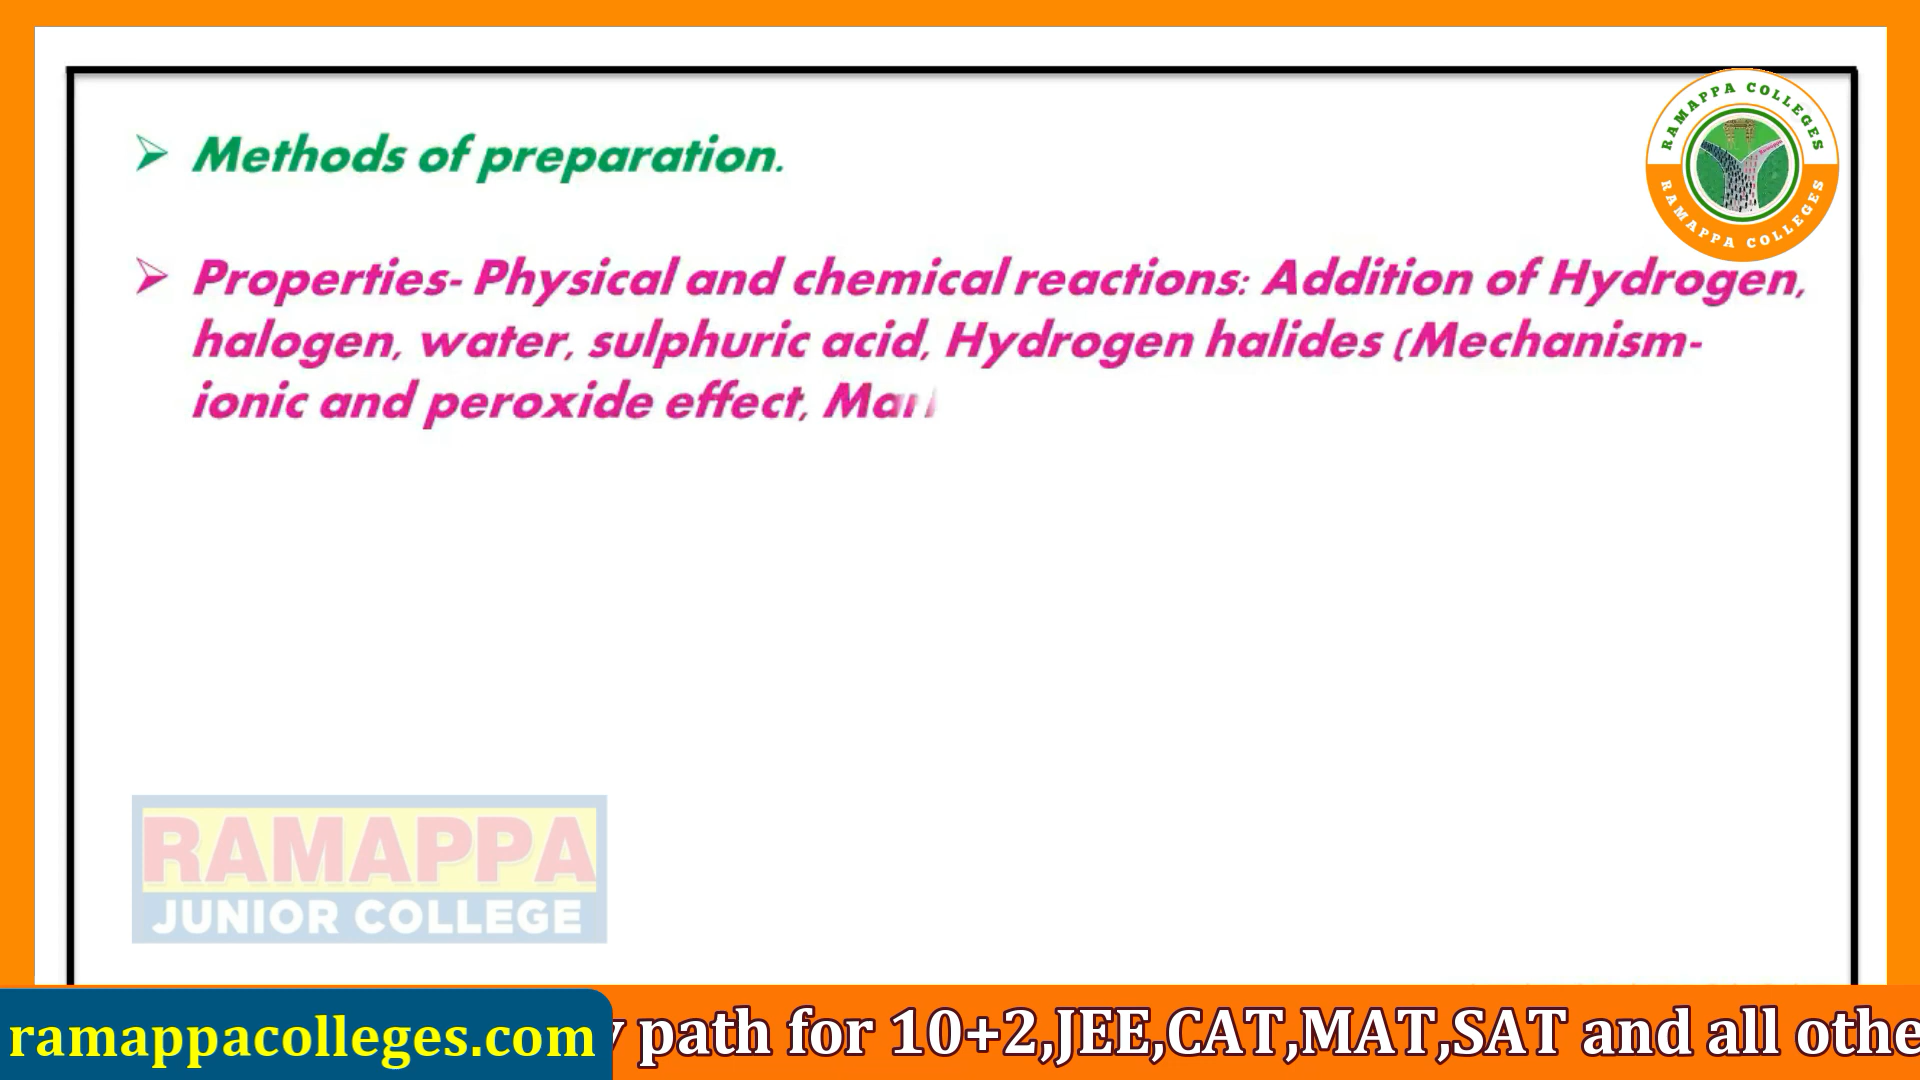 RAMAPPA COLLEGES
RAMAPPA COLLEGES
➢ Methods of preparation.
➢ Properties- Physical and chemical reactions: Addition of Hydrogen,
halogen, water, sulphuric acid, Hydrogen halides (Mechanism-
ionic and peroxide effect, Mar
RAMAPPA
JUNIOR COLLEGE
ramappacolleges.com
y path for 10+2,JEE,CAT,MAT,SAT and all othe